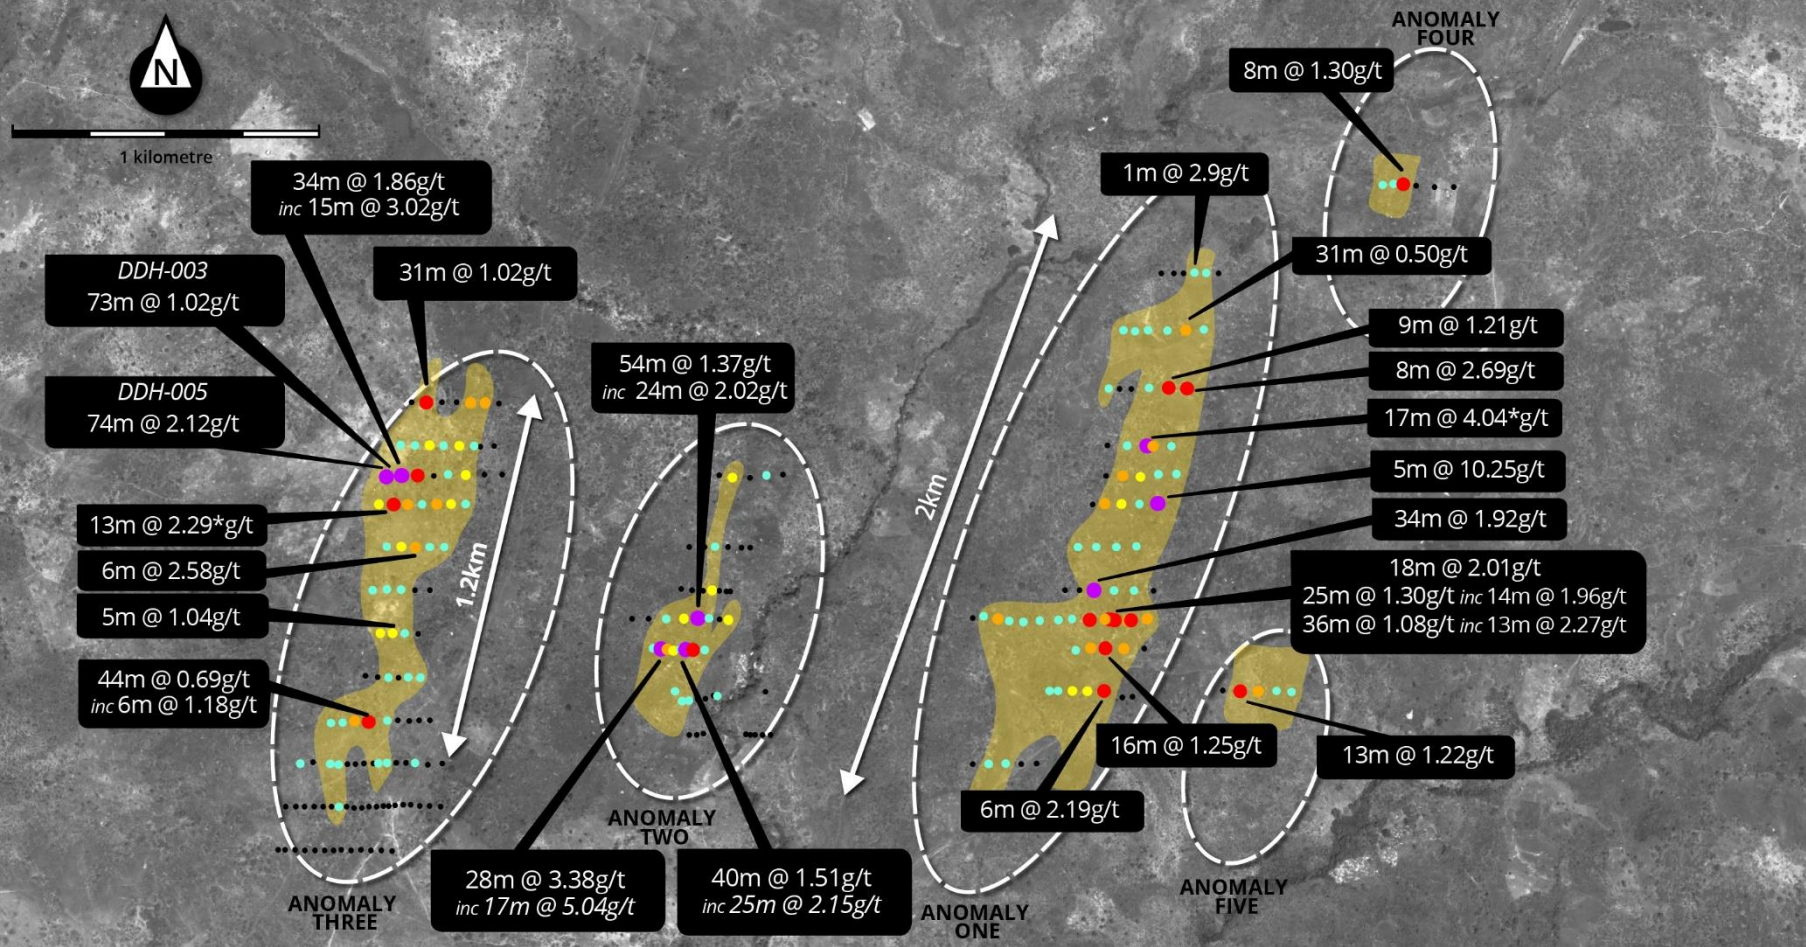 N
1 kilometre
34m @ 1.86g/t
inc 15m @ 3.02g/t
DDH-003
73m @ 1.02g/t
31m @ 1.02g/t
DDH-005
74m @ 2.12g/t
13m @ 2.29*g/t
6m @ 2.58g/t
5m @ 1.04g/t
44m @ 0.69g/t
inc 6m @ 1.18g/t
1.2km
ANOMALY
THREE
54m @ 1.37g/t
inc 24m @ 2.02g/t
ANOMALY
TWO
28m @ 3.38g/t
inc 17m @ 5.04g/t
40m @ 1.51g/t
inc 25m @ 2.15g/t
2km
ANOMALY
FOUR
8m @ 1.30g/t
1m @ 2.9g/t
31m @ 0.50g/t
9m @ 1.21g/t
8m @ 2.69g/t
17m @ 4.04*g/t
5m @ 10.25g/t
34m @ 1.92g/t
18m @ 2.01g/t
25m @ 1.30g/t inc 14m @ 1.96g/t
36m @ 1.08g/t inc 13m @ 2.27g/t
16m @ 1.25g/t
13m @ 1.22g/t
6m @ 2.19g/t
ANOMALY
FIVE
ANOMALY
ONE